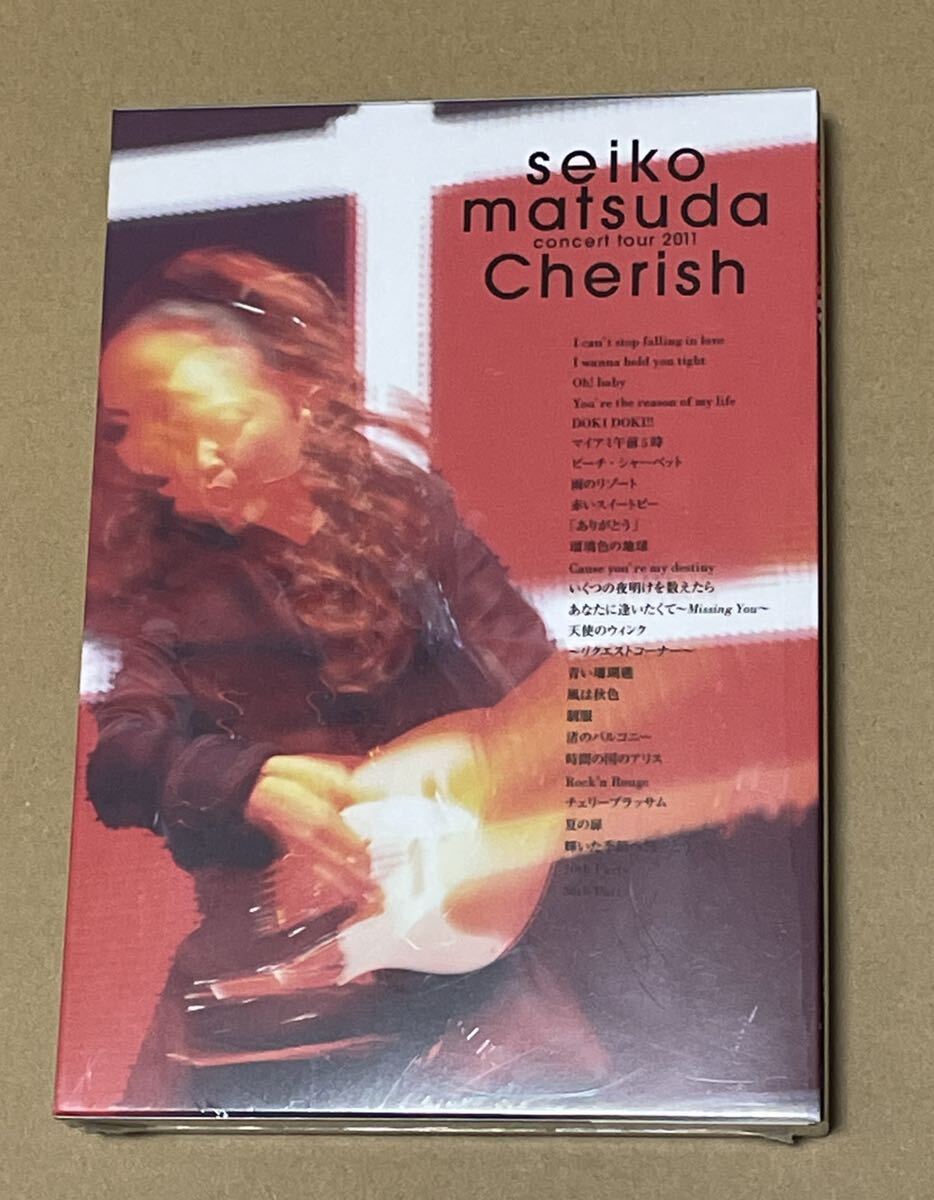 seiko
matsuda
concert tour 2011
Cherish
I can't stop falling in love
I wanna hold you tight
Oh! baby
You're the reason of my life
DOKI DOKI!!
マイアミ午前5時
ピーチ・シャーベット
雨のリゾート
赤いスイートピー
「ありがとう」
瑠璃色の地球
Cause you're my destiny
いくつの夜明けを数えたら
あなたに逢いたくて〜Missing You〜
天使のウィンク
〜リクエストコーナー〜
青い珊瑚礁
風は秋色
制服
渚のバルコニー
時間の国のアリス
Rock'n Rouge
チェリーブラッサム
夏の扉
輝いた季節へ
20th Party